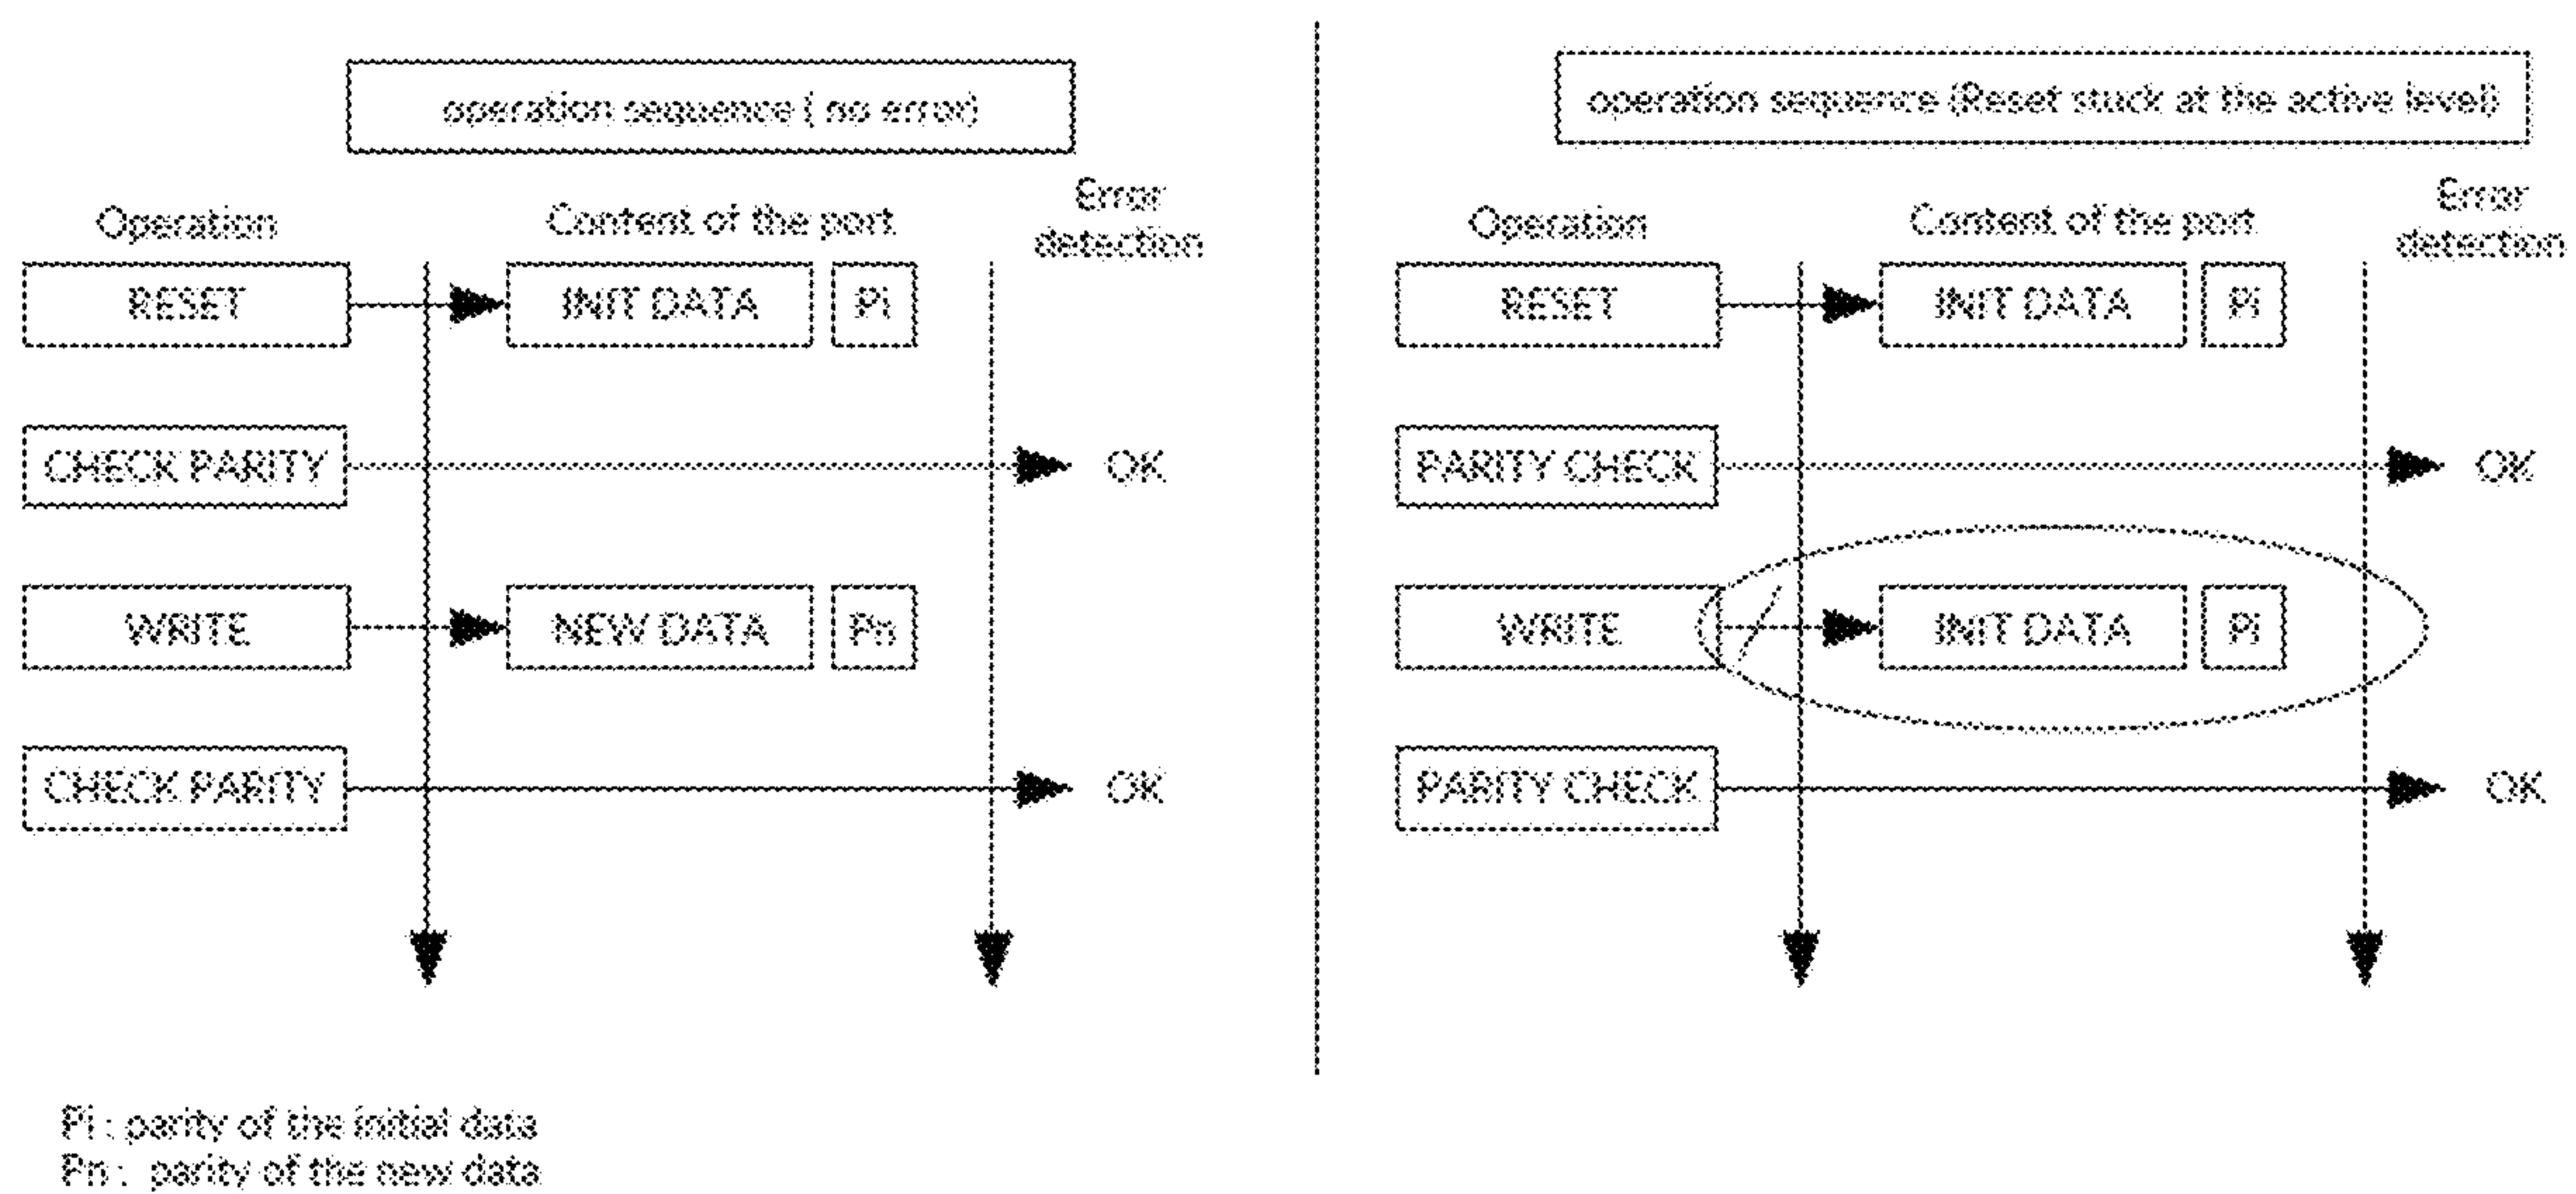 operation sequence ( no error)
Operation
Content of the port
Error
detection
RESET
INIT DATA
Pi
CHECK PARITY
OK
WRITE
NEW DATA
Pn
CHECK PARITY
OK
operation sequence (Reset stuck at the active level)
Operation
Content of the port
Error
detection
RESET
INIT DATA
Pi
PARITY CHECK
OK
WRITE
INIT DATA
Pi
PARITY CHECK
OK
Pi : parity of the initial data
Pn : parity of the new data